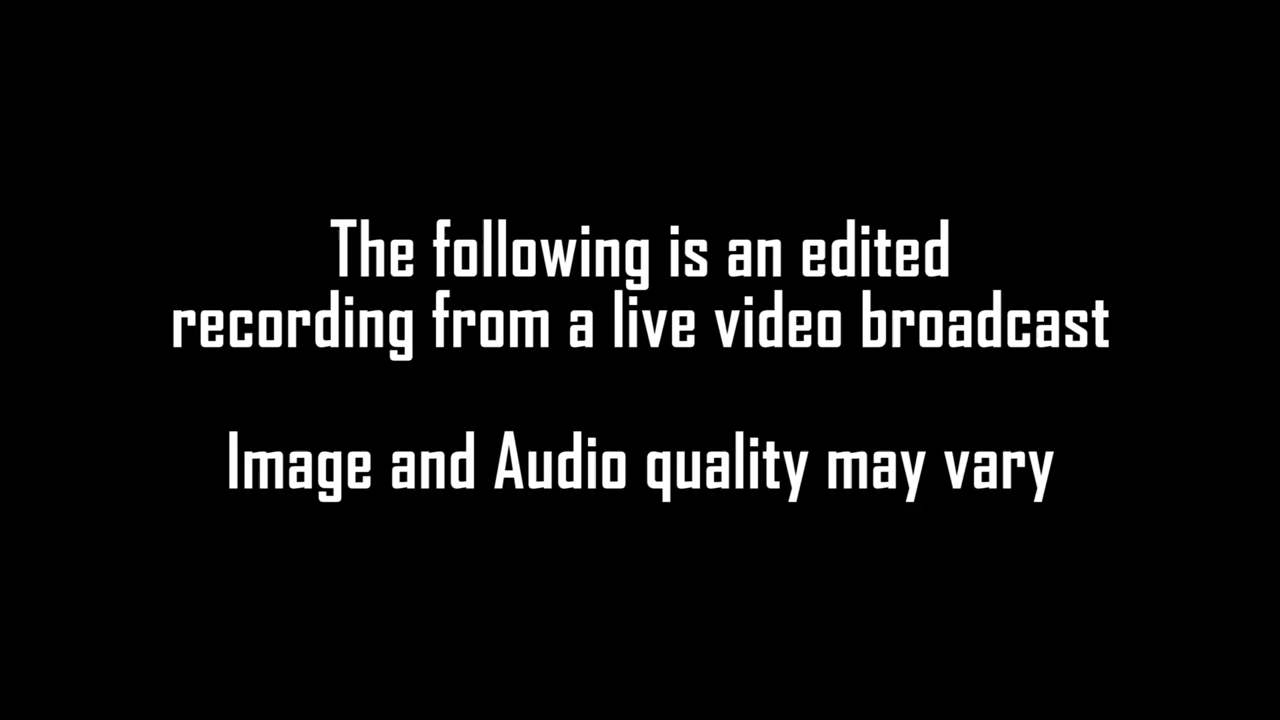 The following is an edited
recording from a live video broadcast
Image and Audio quality may vary